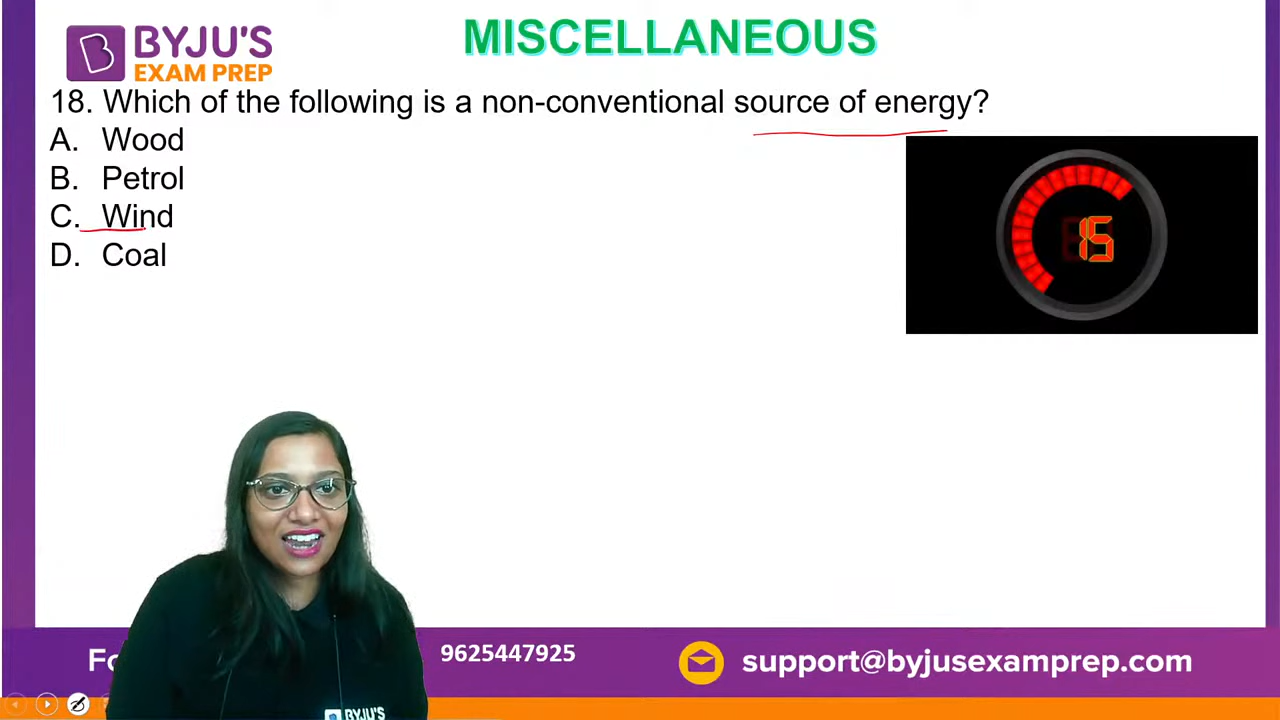 MISCELLANEOUS
BYJU'S
EXAM PREP
18. Which of the following is a non-conventional source of energy?
A. Wood
B. Petrol
C. Wind
D. Coal
15
9625447925
support@byjusexamprep.com
BYJU'S